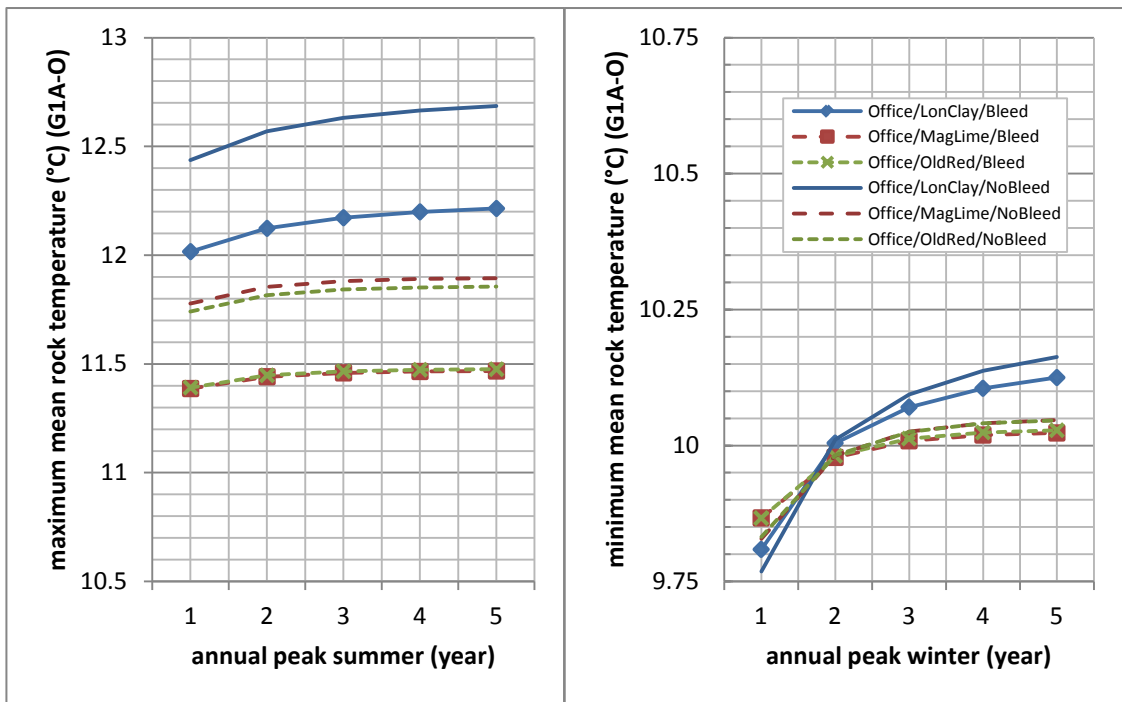 maximum mean rock temperature (°C) (G1A-O)
13
12.5
12
11.5
11
10.5
1 2 3 4 5
annual peak summer (year)
minimum mean rock temperature (°C) (G1A-O)
10.75
10.5
10.25
10
9.75
Office/LonClay/Bleed
Office/MagLime/Bleed
Office/OldRed/Bleed
Office/LonClay/NoBleed
Office/MagLime/NoBleed
Office/OldRed/NoBleed
1 2 3 4 5
annual peak winter (year)